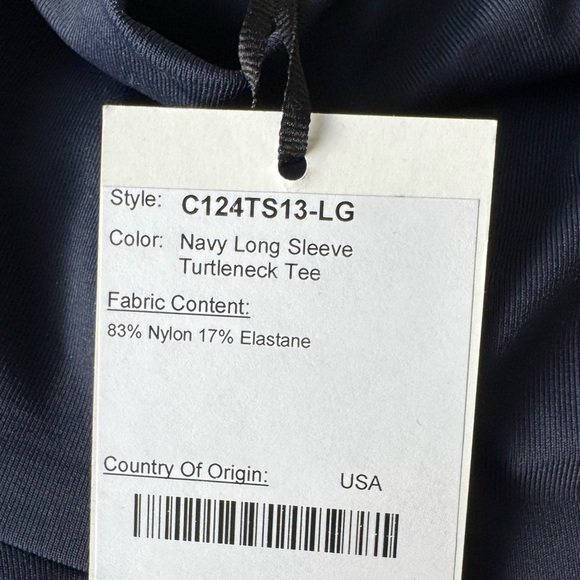 Style: C124TS13-LG
Color: Navy Long Sleeve
Turtleneck Tee
Fabric Content:
83% Nylon 17% Elastane
Country Of Origin: USA